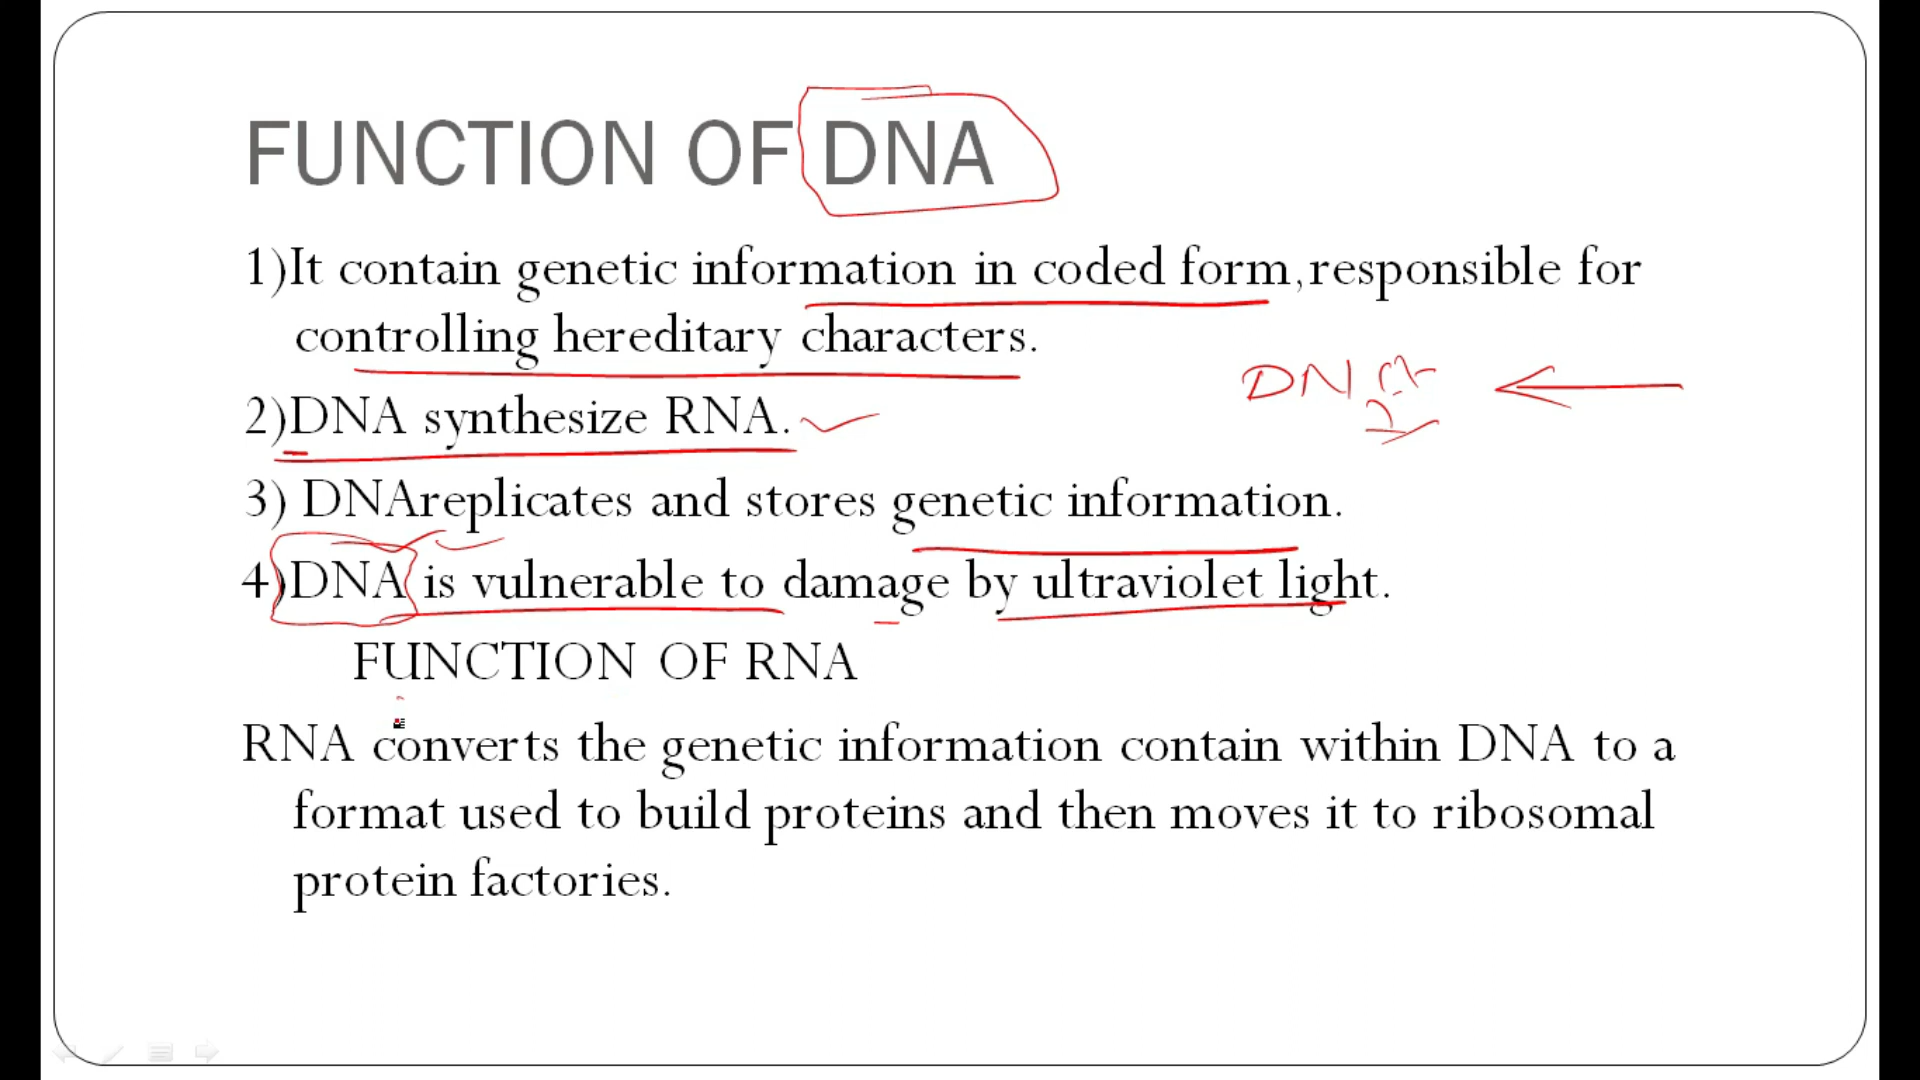 FUNCTION OF DNA
1)It contain genetic information in coded form,responsible for
controlling hereditary characters.
2)DNA synthesize RNA.
3) DNAreplicates and stores genetic information.
4)DNA is vulnerable to damage by ultraviolet light.
FUNCTION OF RNA
RNA converts the genetic information contain within DNA to a
format used to build proteins and then moves it to ribosomal
protein factories.